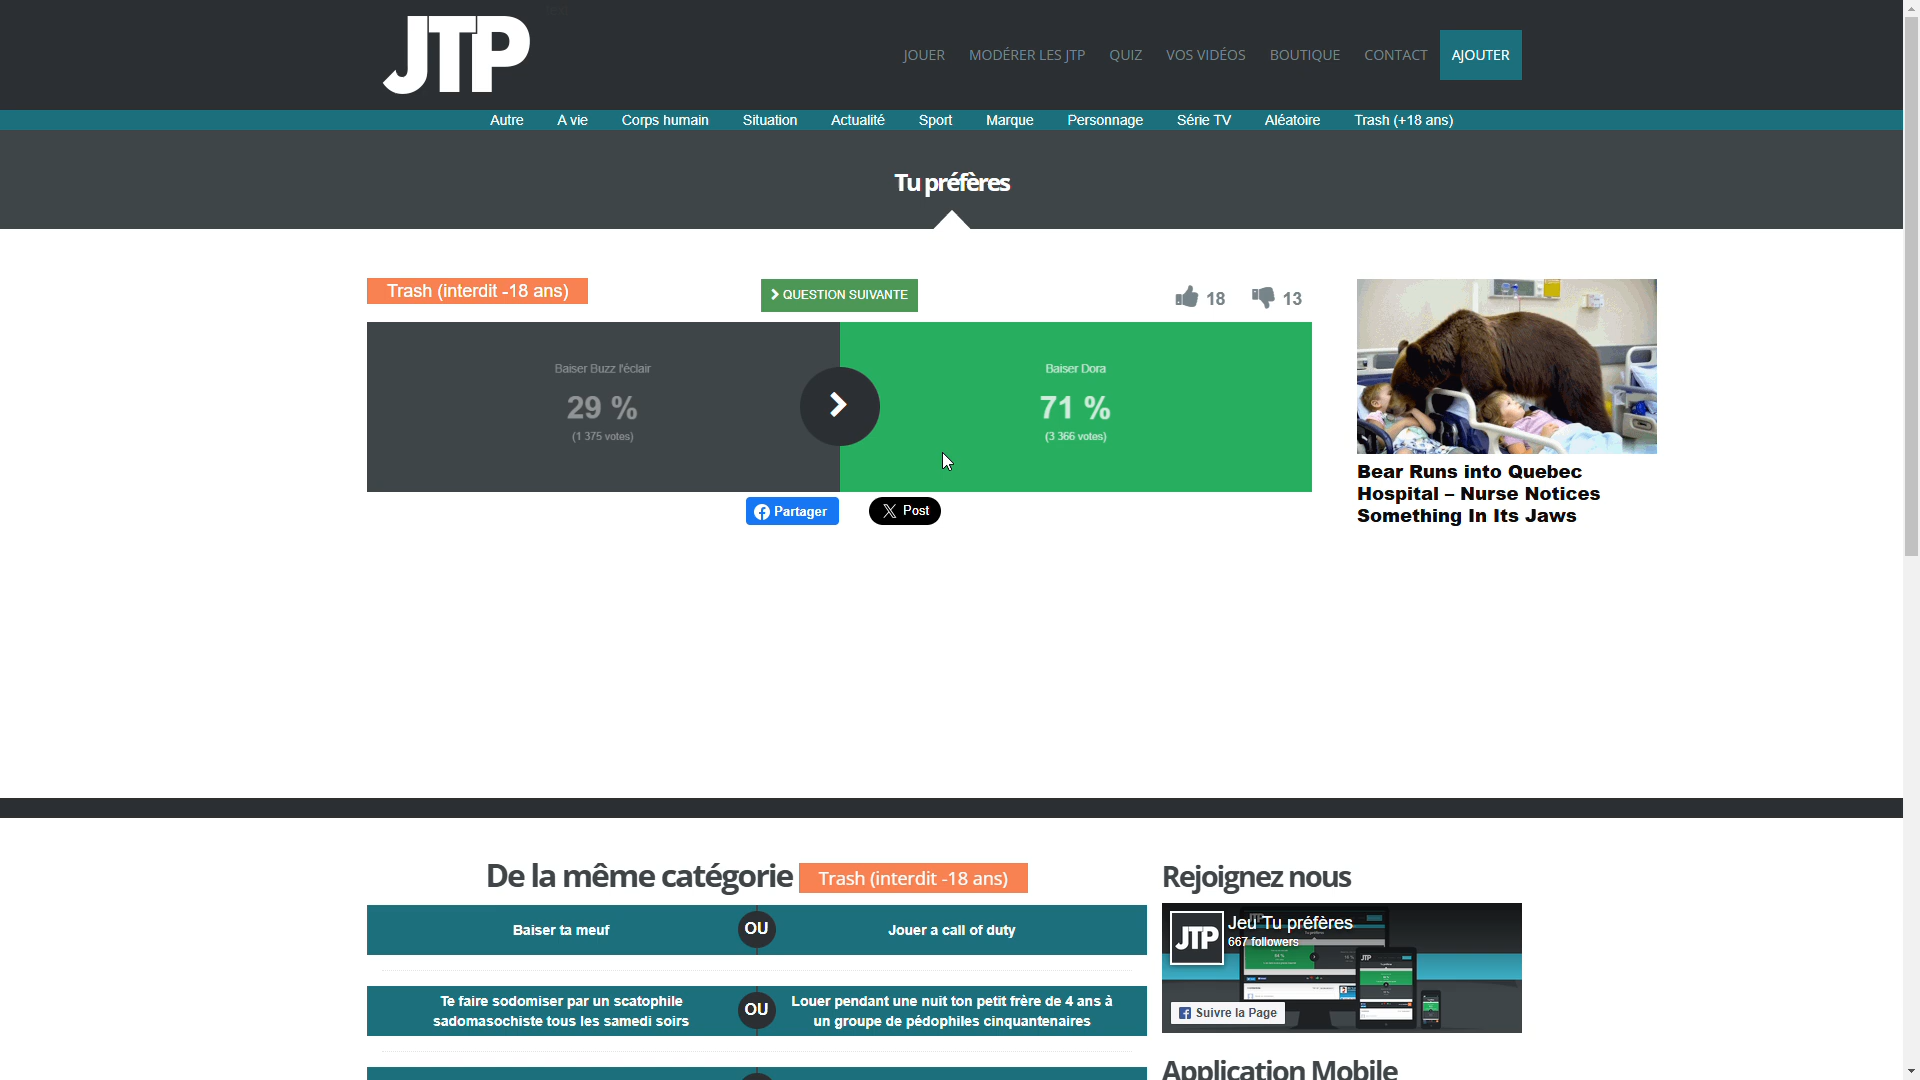 JTP
JOUER MODÉRER LES JTP QUIZ VOS VIDÉOS BOUTIQUE CONTACT AJOUTER
Autre A vie Corps humain Situation Actualité Sport Marque Personnage Série TV Aléatoire Trash (+18 ans)
Tu préfères
Trash (interdit -18 ans)
QUESTION SUIVANTE
18 13
Baiser Buzz l'éclair
29 %
(1 375 votes)
Baiser Dora
71 %
(3 366 votes)
Partager
Post
Bear Runs into Quebec
Hospital – Nurse Notices
Something In Its Jaws
De la même catégorie Trash (interdit -18 ans)
Baiser ta meuf
OU
Jouer a call of duty
Te faire sodomiser par un scatophile
sadomasochiste tous les samedi soirs
OU
Louer pendant une nuit ton petit frère de 4 ans à
un groupe de pédophiles cinquantenaires
Rejoignez nous
JTP
Jeu Tu préfères
667 followers
Suivre la Page
Application Mobile